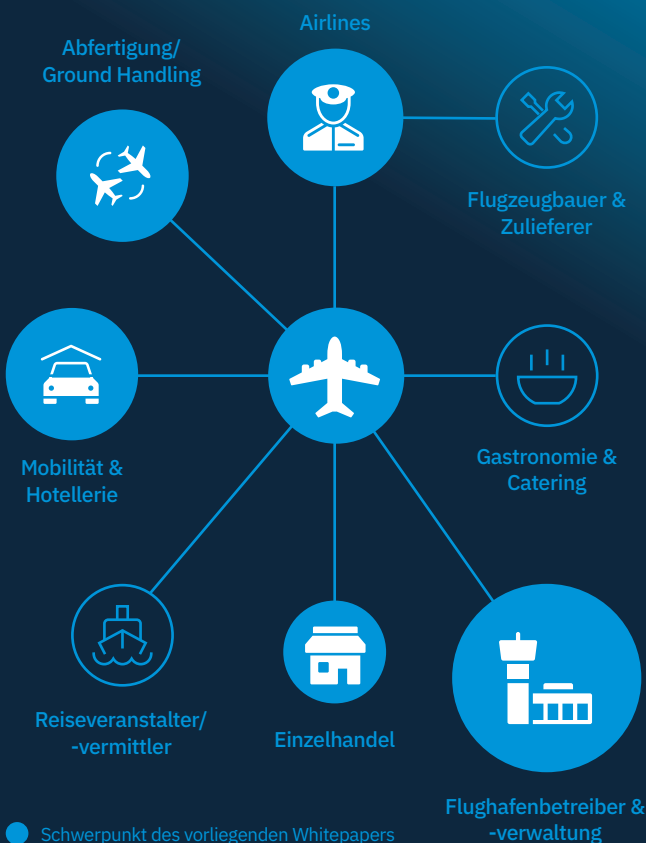 Airlines
Abfertigung/
Ground Handling
Flugzeugbauer &
Zulieferer
Mobilität &
Hotellerie
Gastronomie &
Catering
Reiseveranstalter/
-vermittler
Einzelhandel
Flughafenbetreiber &
-verwaltung
Schwerpunkt des vorliegenden Whitepapers